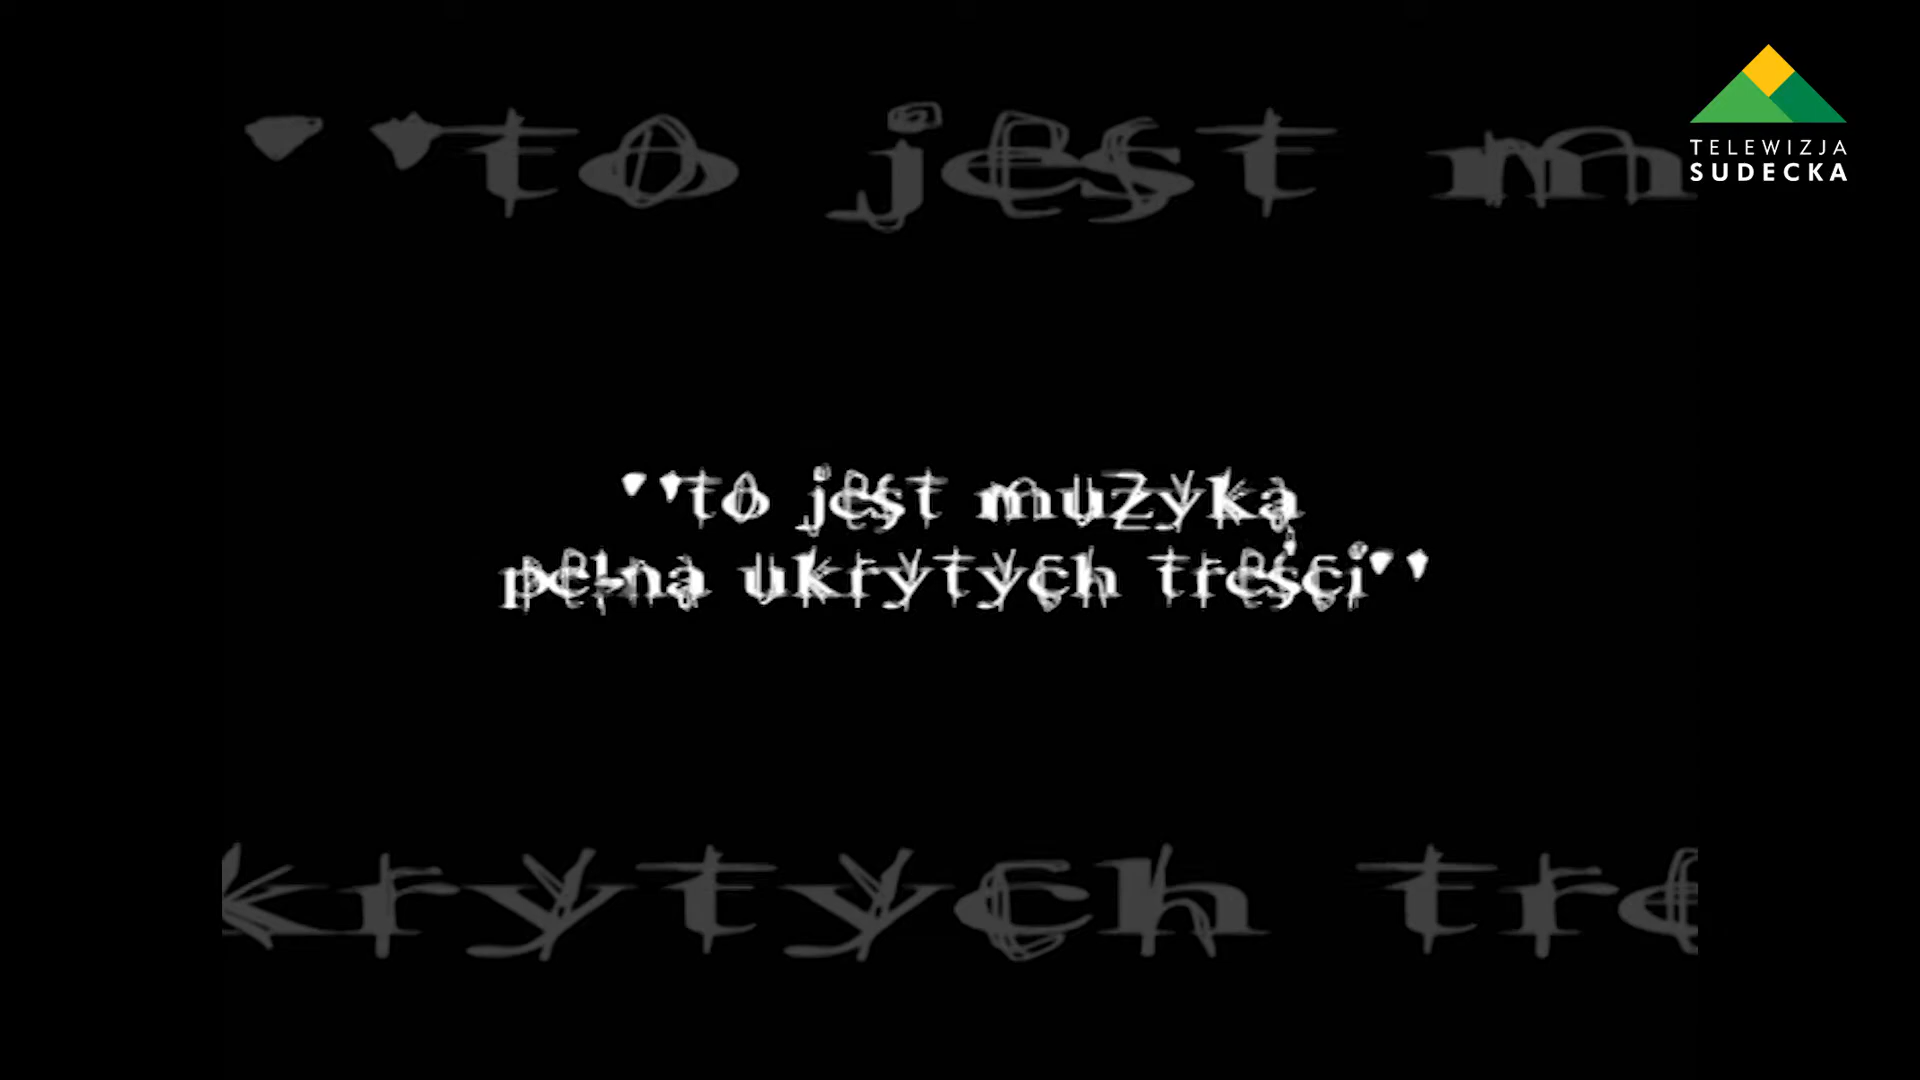 ''to jest m
TELEWIZJA
SUDECKA
''to jest muzyka
pełna ukrytych treści''
krytych tre